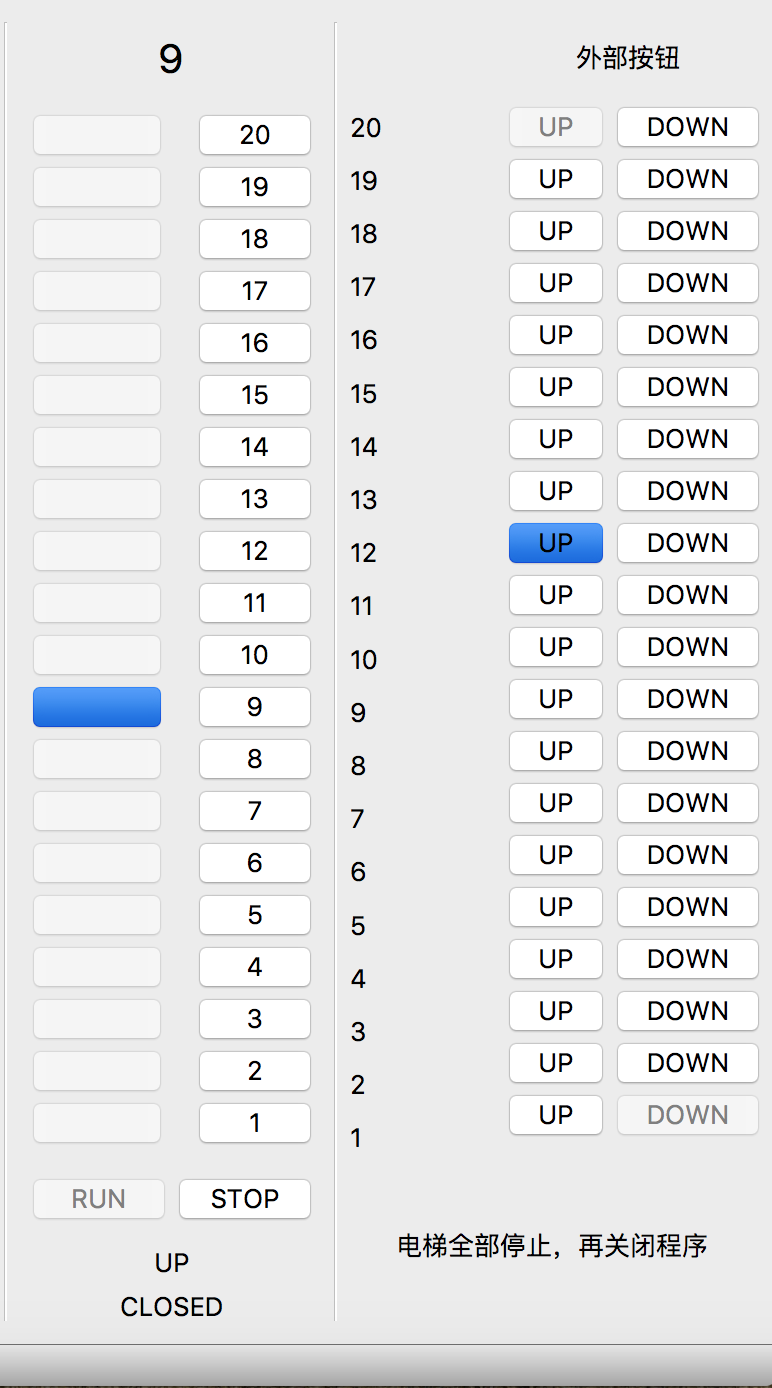 9
外部按钮
20 20 UP DOWN
19 19 UP DOWN
18 18 UP DOWN
17 17 UP DOWN
16 16 UP DOWN
15 15 UP DOWN
14 14 UP DOWN
13 13 UP DOWN
12 12 UP DOWN
11 11 UP DOWN
10 10 UP DOWN
9 9 UP DOWN
8 8 UP DOWN
7 7 UP DOWN
6 6 UP DOWN
5 5 UP DOWN
4 4 UP DOWN
3 3 UP DOWN
2 2 UP DOWN
1 1 UP DOWN
RUN STOP
电梯全部停止，再关闭程序
UP
CLOSED